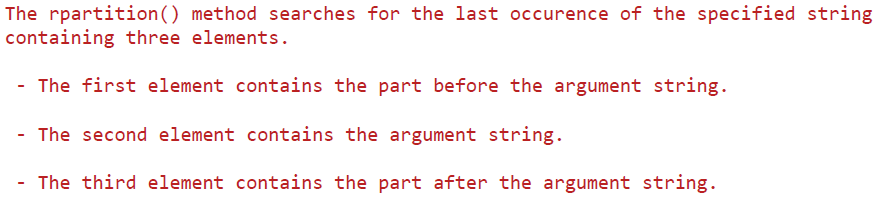 The rpartition() method searches for the last occurence of the specified string
containing three elements.
- The first element contains the part before the argument string.
- The second element contains the argument string.
- The third element contains the part after the argument string.